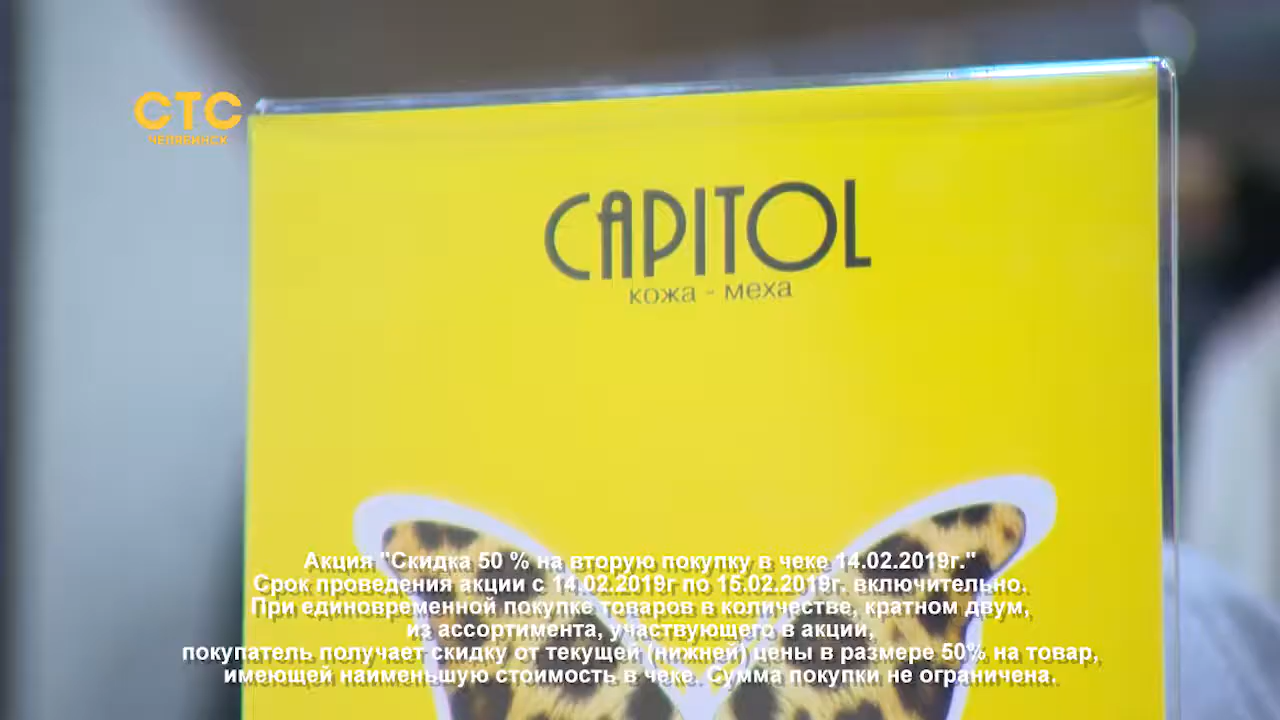 СТС
ЧЕЛЯБИНСК
CAPITOL
кожа - меха
Акция "Скидка 50 % на вторую покупку в чеке 14.02.2019г."
Срок проведения акции с 14.02.2019г по 15.02.2019г. включительно.
При единовременной покупке товаров в количестве, кратном двум,
из ассортимента, участвующего в акции,
покупатель получает скидку от текущей (нижней) цены в размере 50% на товар,
имеющей наименьшую стоимость в чеке. Сумма покупки не ограничена.